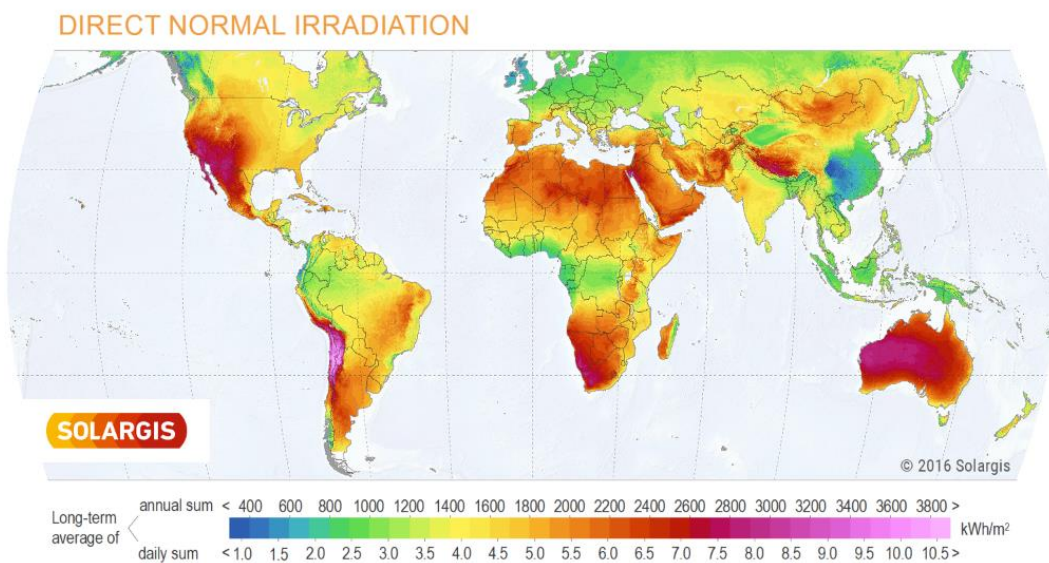 DIRECT NORMAL IRRADIATION
SOLARGIS
© 2016 Solargis
Long-term average of
annual sum < 400 600 800 1000 1200 1400 1600 1800 2000 2200 2400 2600 2800 3000 3200 3400 3600 3800 > kWh/m²
daily sum < 1.0 1.5 2.0 2.5 3.0 3.5 4.0 4.5 5.0 5.5 6.0 6.5 7.0 7.5 8.0 8.5 9.0 9.5 10.0 10.5 >